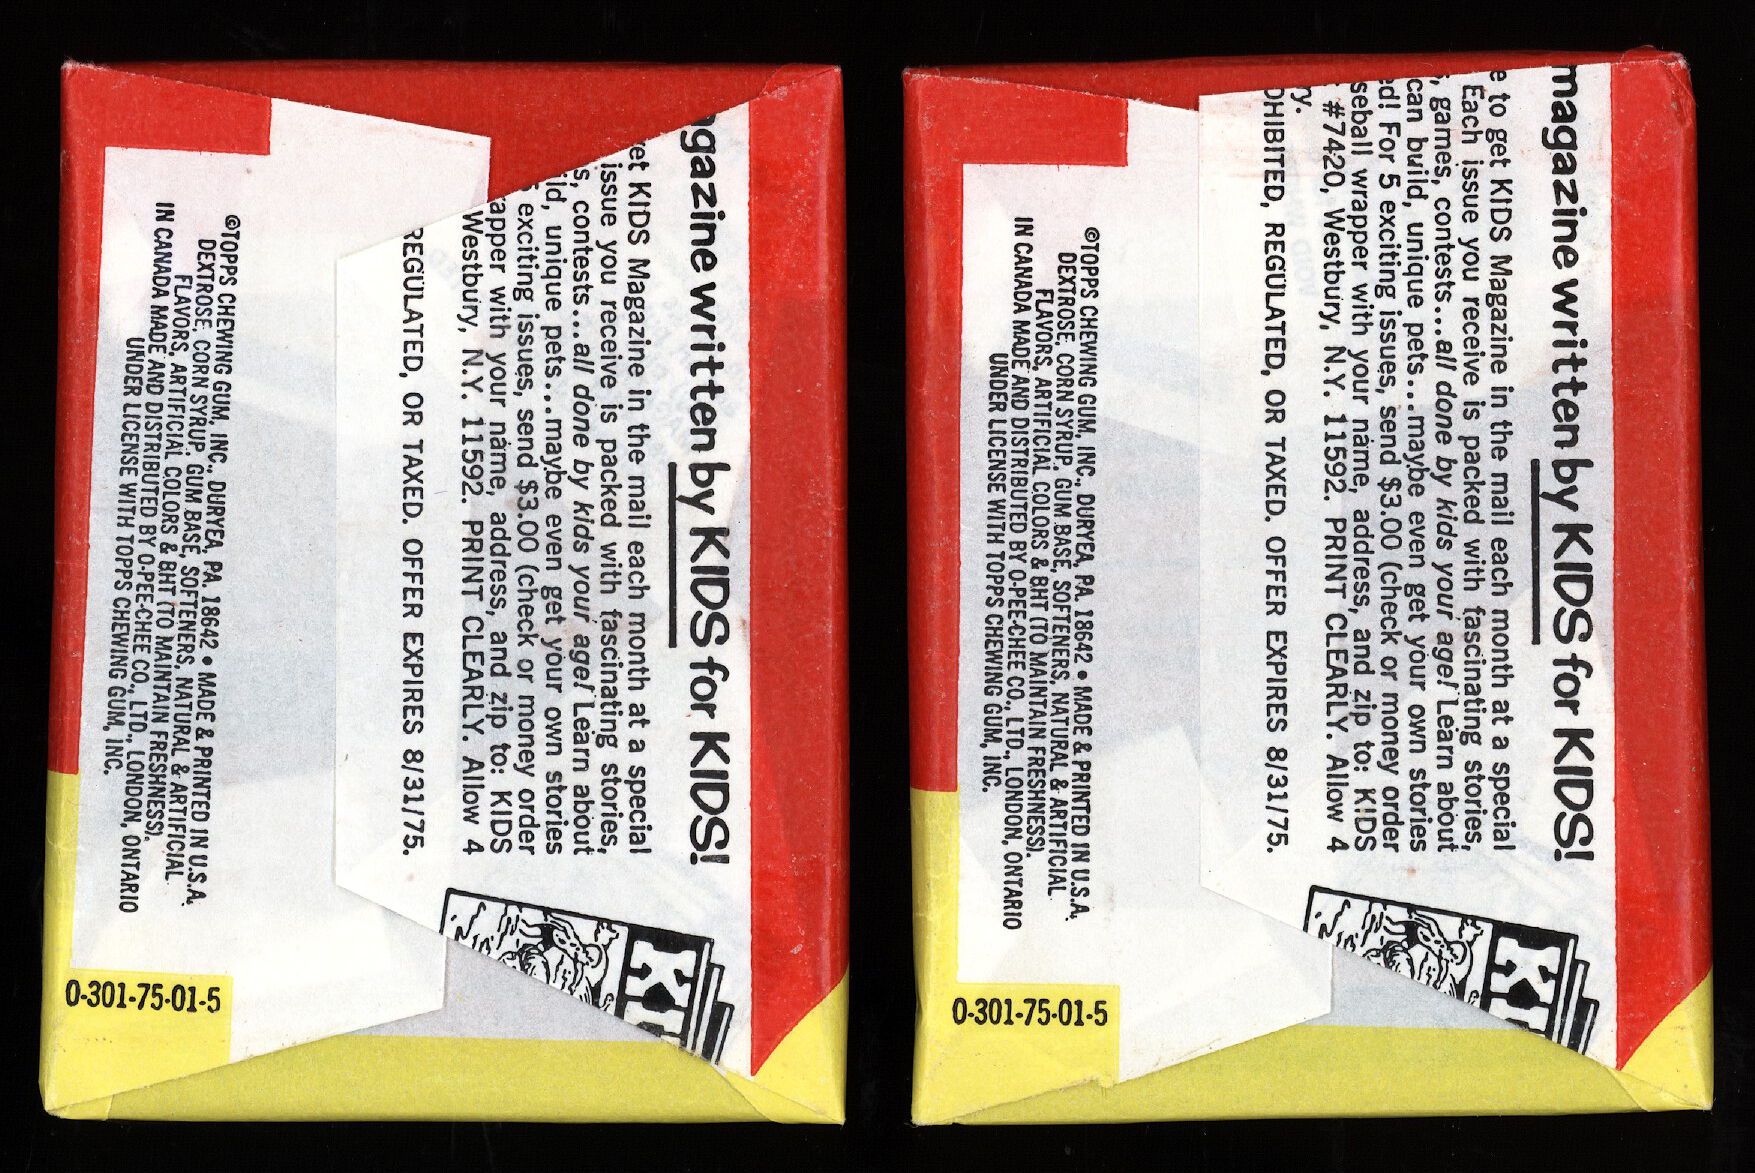 agazine written by KIDS for KIDS!
et KIDS Magazine in the mail each month at a special
issue you receive is packed with fascinating stories,
s, contests...all done by kids your age! Learn about
id, unique pets...maybe even get your own stories
exciting issues, send $3.00 (check or money order
apper with your name, address, and zip to: KIDS
Westbury, N.Y. 11592. PRINT CLEARLY. Allow 4
REGULATED, OR TAXED. OFFER EXPIRES 8/31/75.
KI
©TOPPS CHEWING GUM, INC., DURYEA, PA. 18642 • MADE & PRINTED IN U.S.A.
DEXTROSE, CORN SYRUP, GUM BASE, SOFTENERS, NATURAL & ARTIFICIAL
FLAVORS, ARTIFICIAL COLORS & BHT (TO MAINTAIN FRESHNESS).
IN CANADA MADE AND DISTRIBUTED BY O-PEE-CHEE CO., LTD., LONDON, ONTARIO
UNDER LICENSE WITH TOPPS CHEWING GUM, INC.
0-301-75-01-5
magazine written by KIDS for KIDS!
e to get KIDS Magazine in the mail each month at a special
Each issue you receive is packed with fascinating stories,
, games, contests...all done by kids your age! Learn about
can build, unique pets...maybe even get your own stories
ed! For 5 exciting issues, send $3.00 (check or money order
seball wrapper with your name, address, and zip to: KIDS
#7420, Westbury, N.Y. 11592. PRINT CLEARLY. Allow 4
ry.
OHIBITED, REGULATED, OR TAXED. OFFER EXPIRES 8/31/75.
KI
©TOPPS CHEWING GUM, INC., DURYEA, PA. 18642 • MADE & PRINTED IN U.S.A.
DEXTROSE, CORN SYRUP, GUM BASE, SOFTENERS, NATURAL & ARTIFICIAL
FLAVORS, ARTIFICIAL COLORS & BHT (TO MAINTAIN FRESHNESS).
IN CANADA MADE AND DISTRIBUTED BY O-PEE-CHEE CO., LTD., LONDON, ONTARIO
UNDER LICENSE WITH TOPPS CHEWING GUM, INC.
0-301-75-01-5